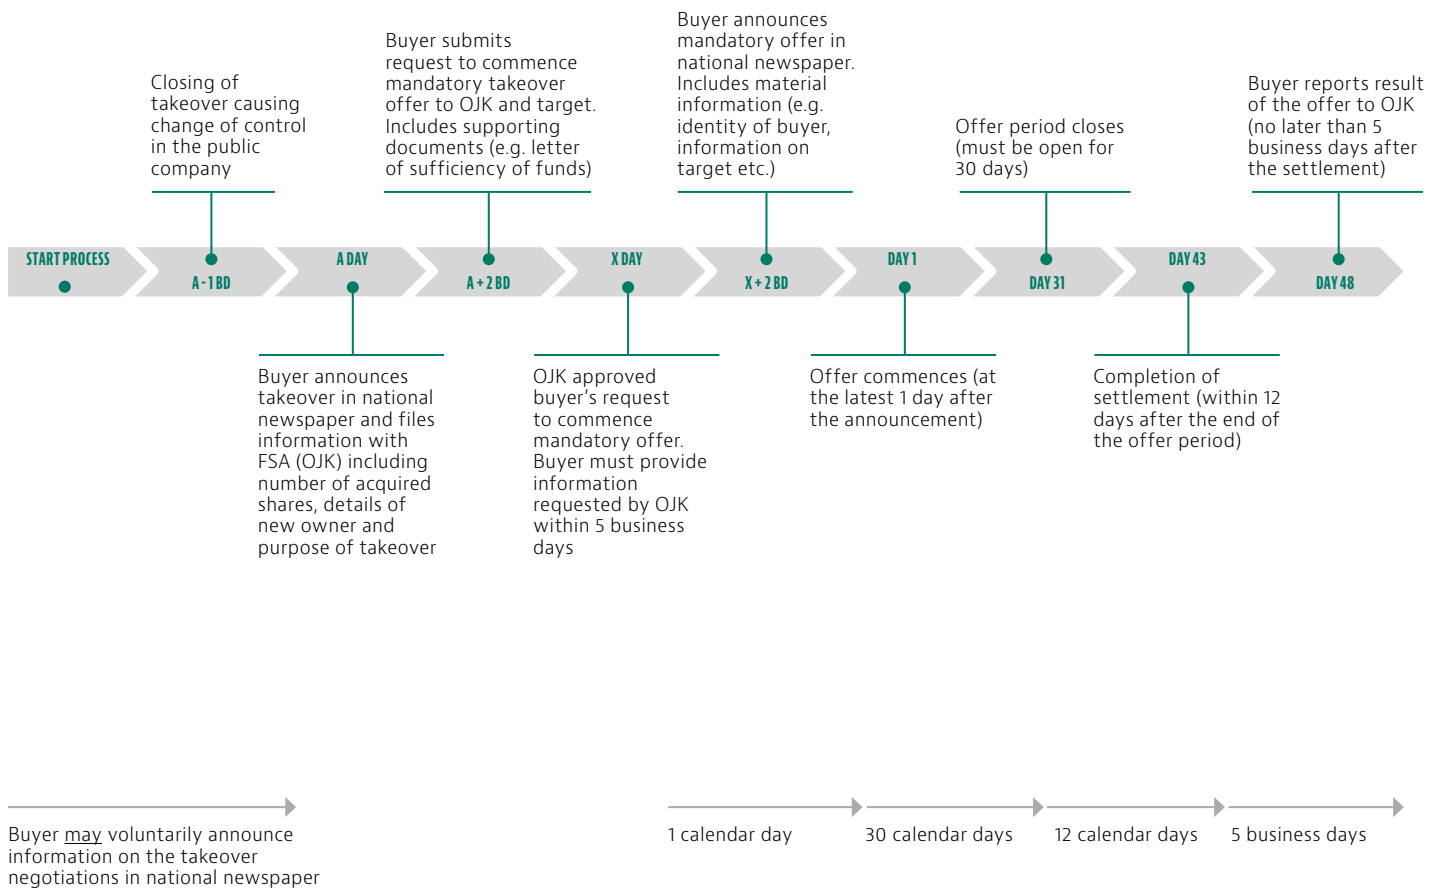 Closing of
takeover causing
change of control
in the public
company
Buyer submits
request to commence
mandatory takeover
offer to OJK and target.
Includes supporting
documents (e.g. letter
of sufficiency of funds)
Buyer announces
mandatory offer in
national newspaper.
Includes material
information (e.g.
identity of buyer,
information on
target etc.)
Offer period closes
(must be open for
30 days)
Buyer reports result
of the offer to OJK
(no later than 5
business days after
the settlement)
START PROCESS
A - 1 BD
A DAY
A + 2 BD
X DAY
X + 2 BD
DAY 1
DAY 31
DAY 43
DAY 48
Buyer announces
takeover in national
newspaper and files
information with
FSA (OJK) including
number of acquired
shares, details of
new owner and
purpose of takeover
OJK approved
buyer’s request
to commence
mandatory offer.
Buyer must provide
information
requested by OJK
within 5 business
days
Offer commences (at
the latest 1 day after
the announcement)
Completion of
settlement (within 12
days after the end of
the offer period)
Buyer may voluntarily announce
information on the takeover
negotiations in national newspaper
1 calendar day
30 calendar days
12 calendar days
5 business days